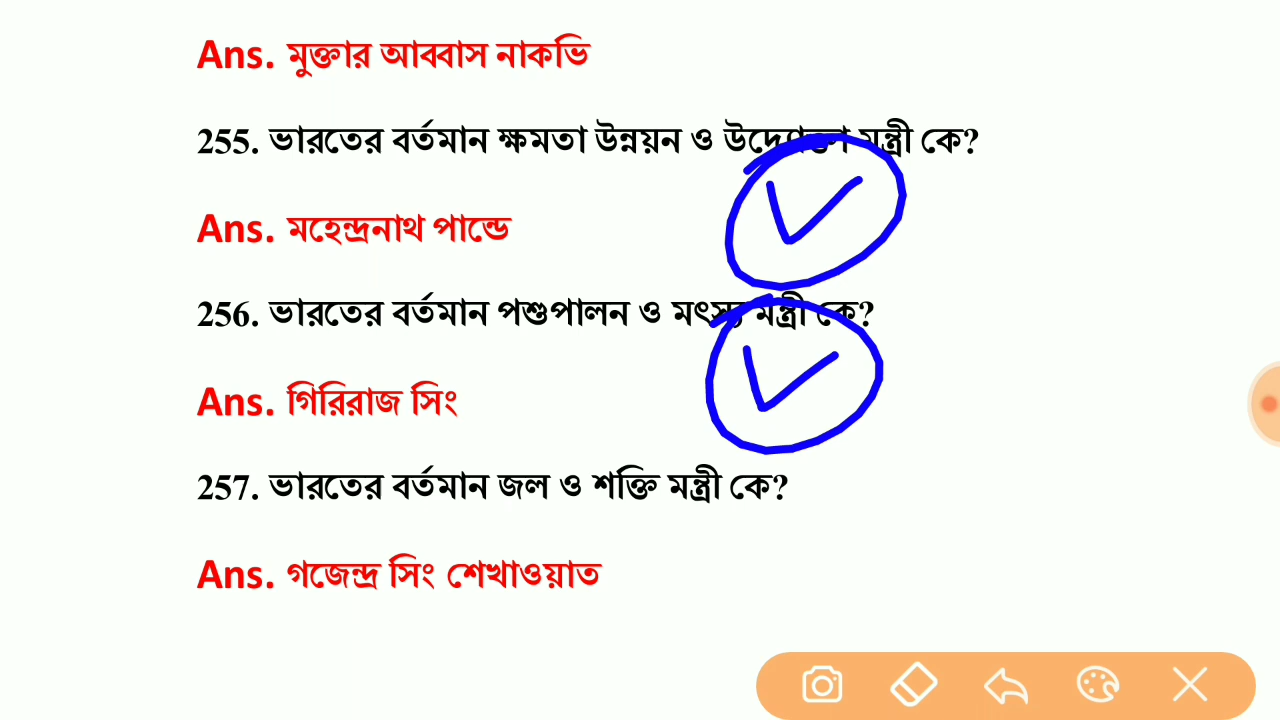 Ans. মুক্তার আব্বাস নাকভি
255. ভারতের বর্তমান ক্ষমতা উন্নয়ন ও উদ্যোক্তা মন্ত্রী কে?
Ans. মহেন্দ্রনাথ পান্ডে
256. ভারতের বর্তমান পশুপালন ও মৎস্য মন্ত্রী কে?
Ans. গিরিরাজ সিং
257. ভারতের বর্তমান জল ও শক্তি মন্ত্রী কে?
Ans. গজেন্দ্র সিং শেখাওয়াত